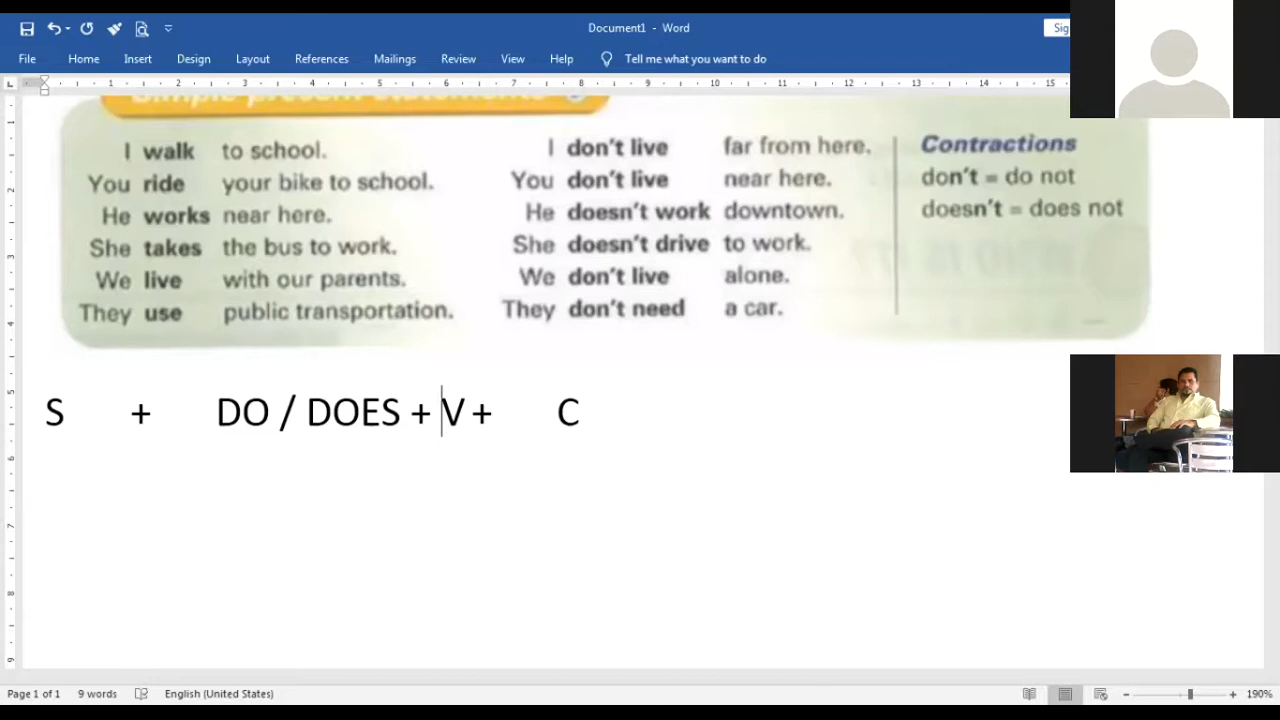 Document1 - Word
File Home Insert Design Layout References Mailings Review View Help Tell me what you want to do
Simple present statements
I walk to school.
You ride your bike to school.
He works near here.
She takes the bus to work.
We live with our parents.
They use public transportation.
I don't live far from here.
You don't live near here.
He doesn't work downtown.
She doesn't drive to work.
We don't live alone.
They don't need a car.
Contractions
don't = do not
doesn't = does not
S + DO / DOES + V + C
Page 1 of 1 9 words English (United States) 190%